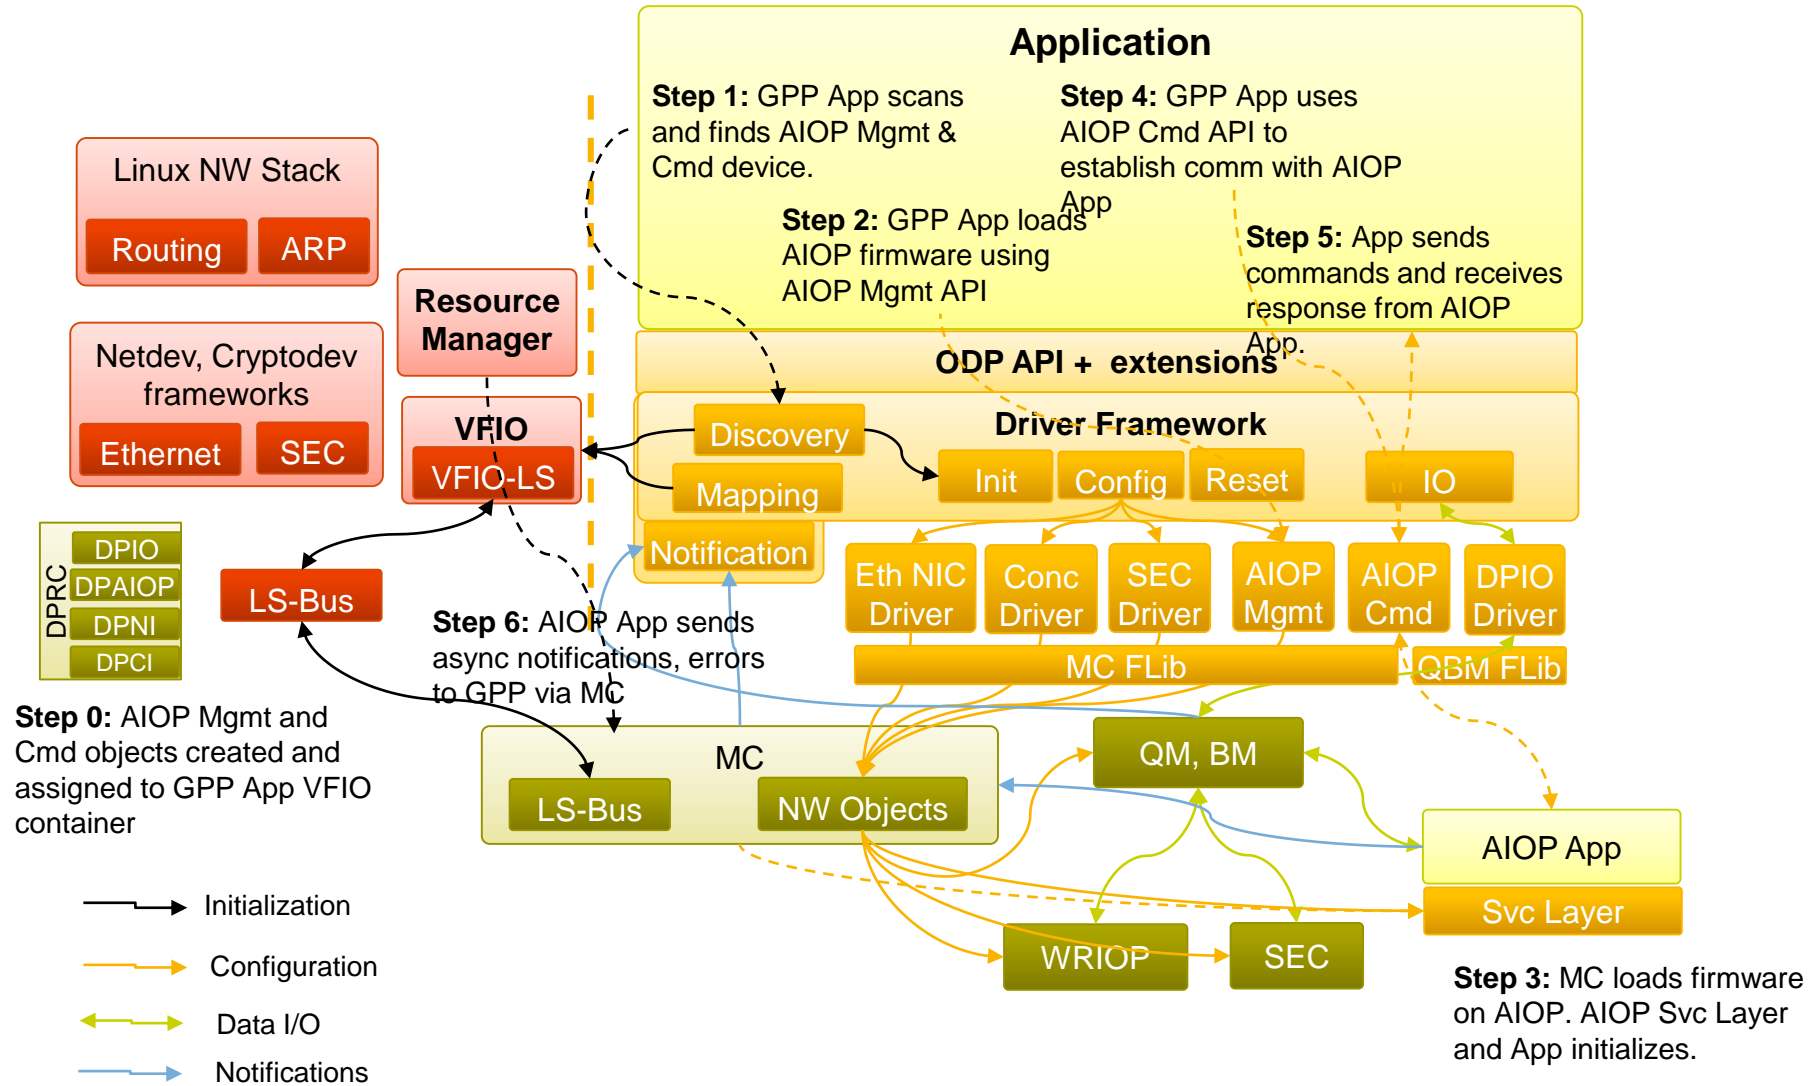 Application
Step 1: GPP App scans
and finds AIOP Mgmt &
Cmd device.
Step 4: GPP App uses
AIOP Cmd API to
establish comm with AIOP
App
Step 2: GPP App loads
AIOP firmware using
AIOP Mgmt API
Step 5: App sends
commands and receives
response from AIOP
App.
Linux NW Stack
Routing
ARP
Resource
Manager
Netdev, Cryptodev
frameworks
Ethernet
SEC
VFIO
VFIO-LS
ODP API + extensions
Driver Framework
Discovery
Mapping
Notification
Init
Config
Reset
IO
DPRC
DPIO
DPAIOP
DPNI
DPCI
LS-Bus
Eth NIC
Driver
Conc
Driver
SEC
Driver
AIOP
Mgmt
AIOP
Cmd
DPIO
Driver
MC FLib
QBM FLib
Step 6: AIOP App sends
async notifications, errors
to GPP via MC
Step 0: AIOP Mgmt and
Cmd objects created and
assigned to GPP App VFIO
container
MC
LS-Bus
NW Objects
QM, BM
AIOP App
Svc Layer
WRIOP
SEC
Step 3: MC loads firmware
on AIOP. AIOP Svc Layer
and App initializes.
Initialization
Configuration
Data I/O
Notifications